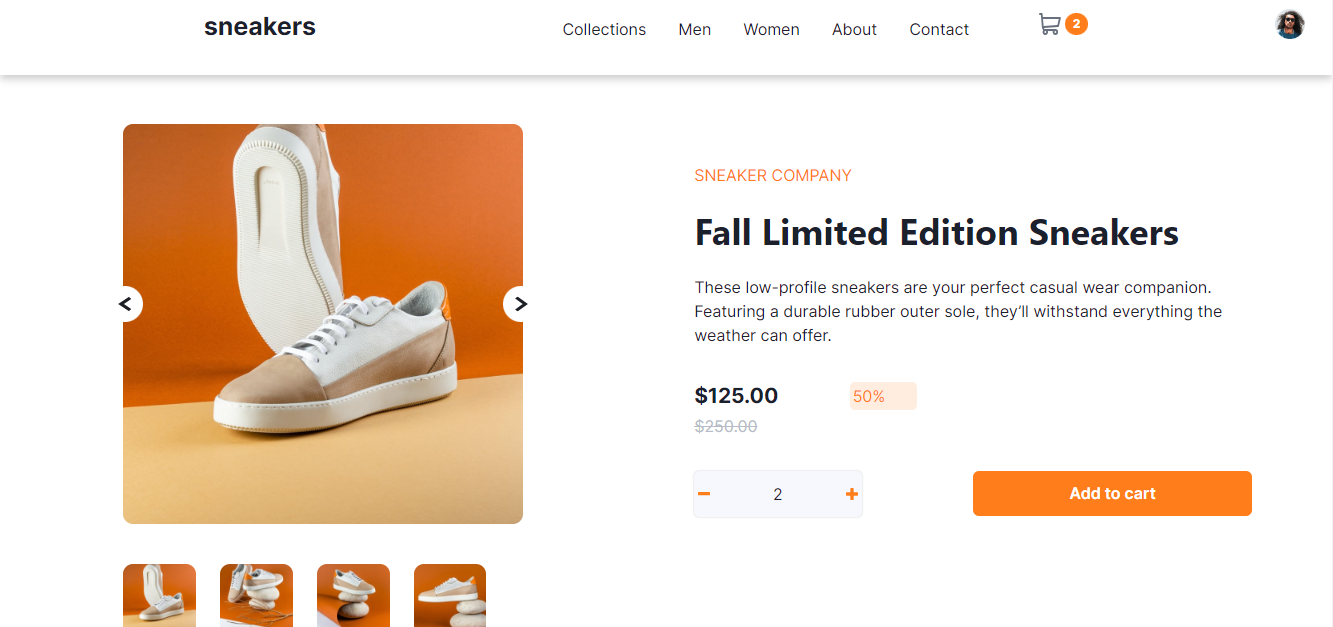 sneakers
Collections Men Women About Contact 2
SNEAKER COMPANY
Fall Limited Edition Sneakers
These low-profile sneakers are your perfect casual wear companion.
Featuring a durable rubber outer sole, they’ll withstand everything the
weather can offer.
$125.00 50%
$250.00
2
Add to cart